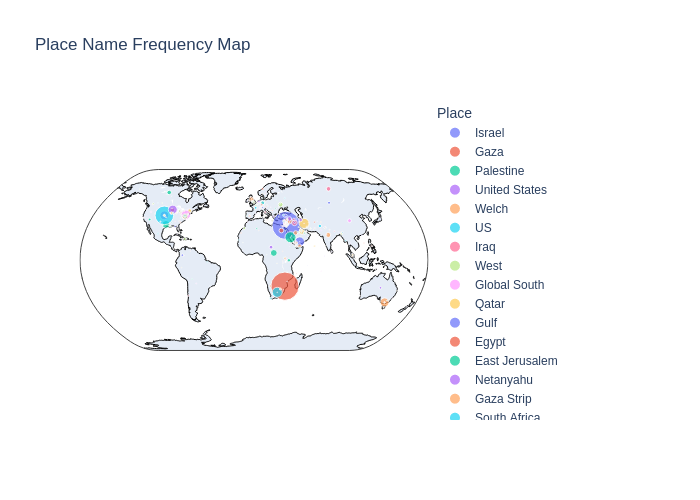 Place Name Frequency Map
Place
Israel
Gaza
Palestine
United States
Welch
US
Iraq
West
Global South
Qatar
Gulf
Egypt
East Jerusalem
Netanyahu
Gaza Strip
South Africa